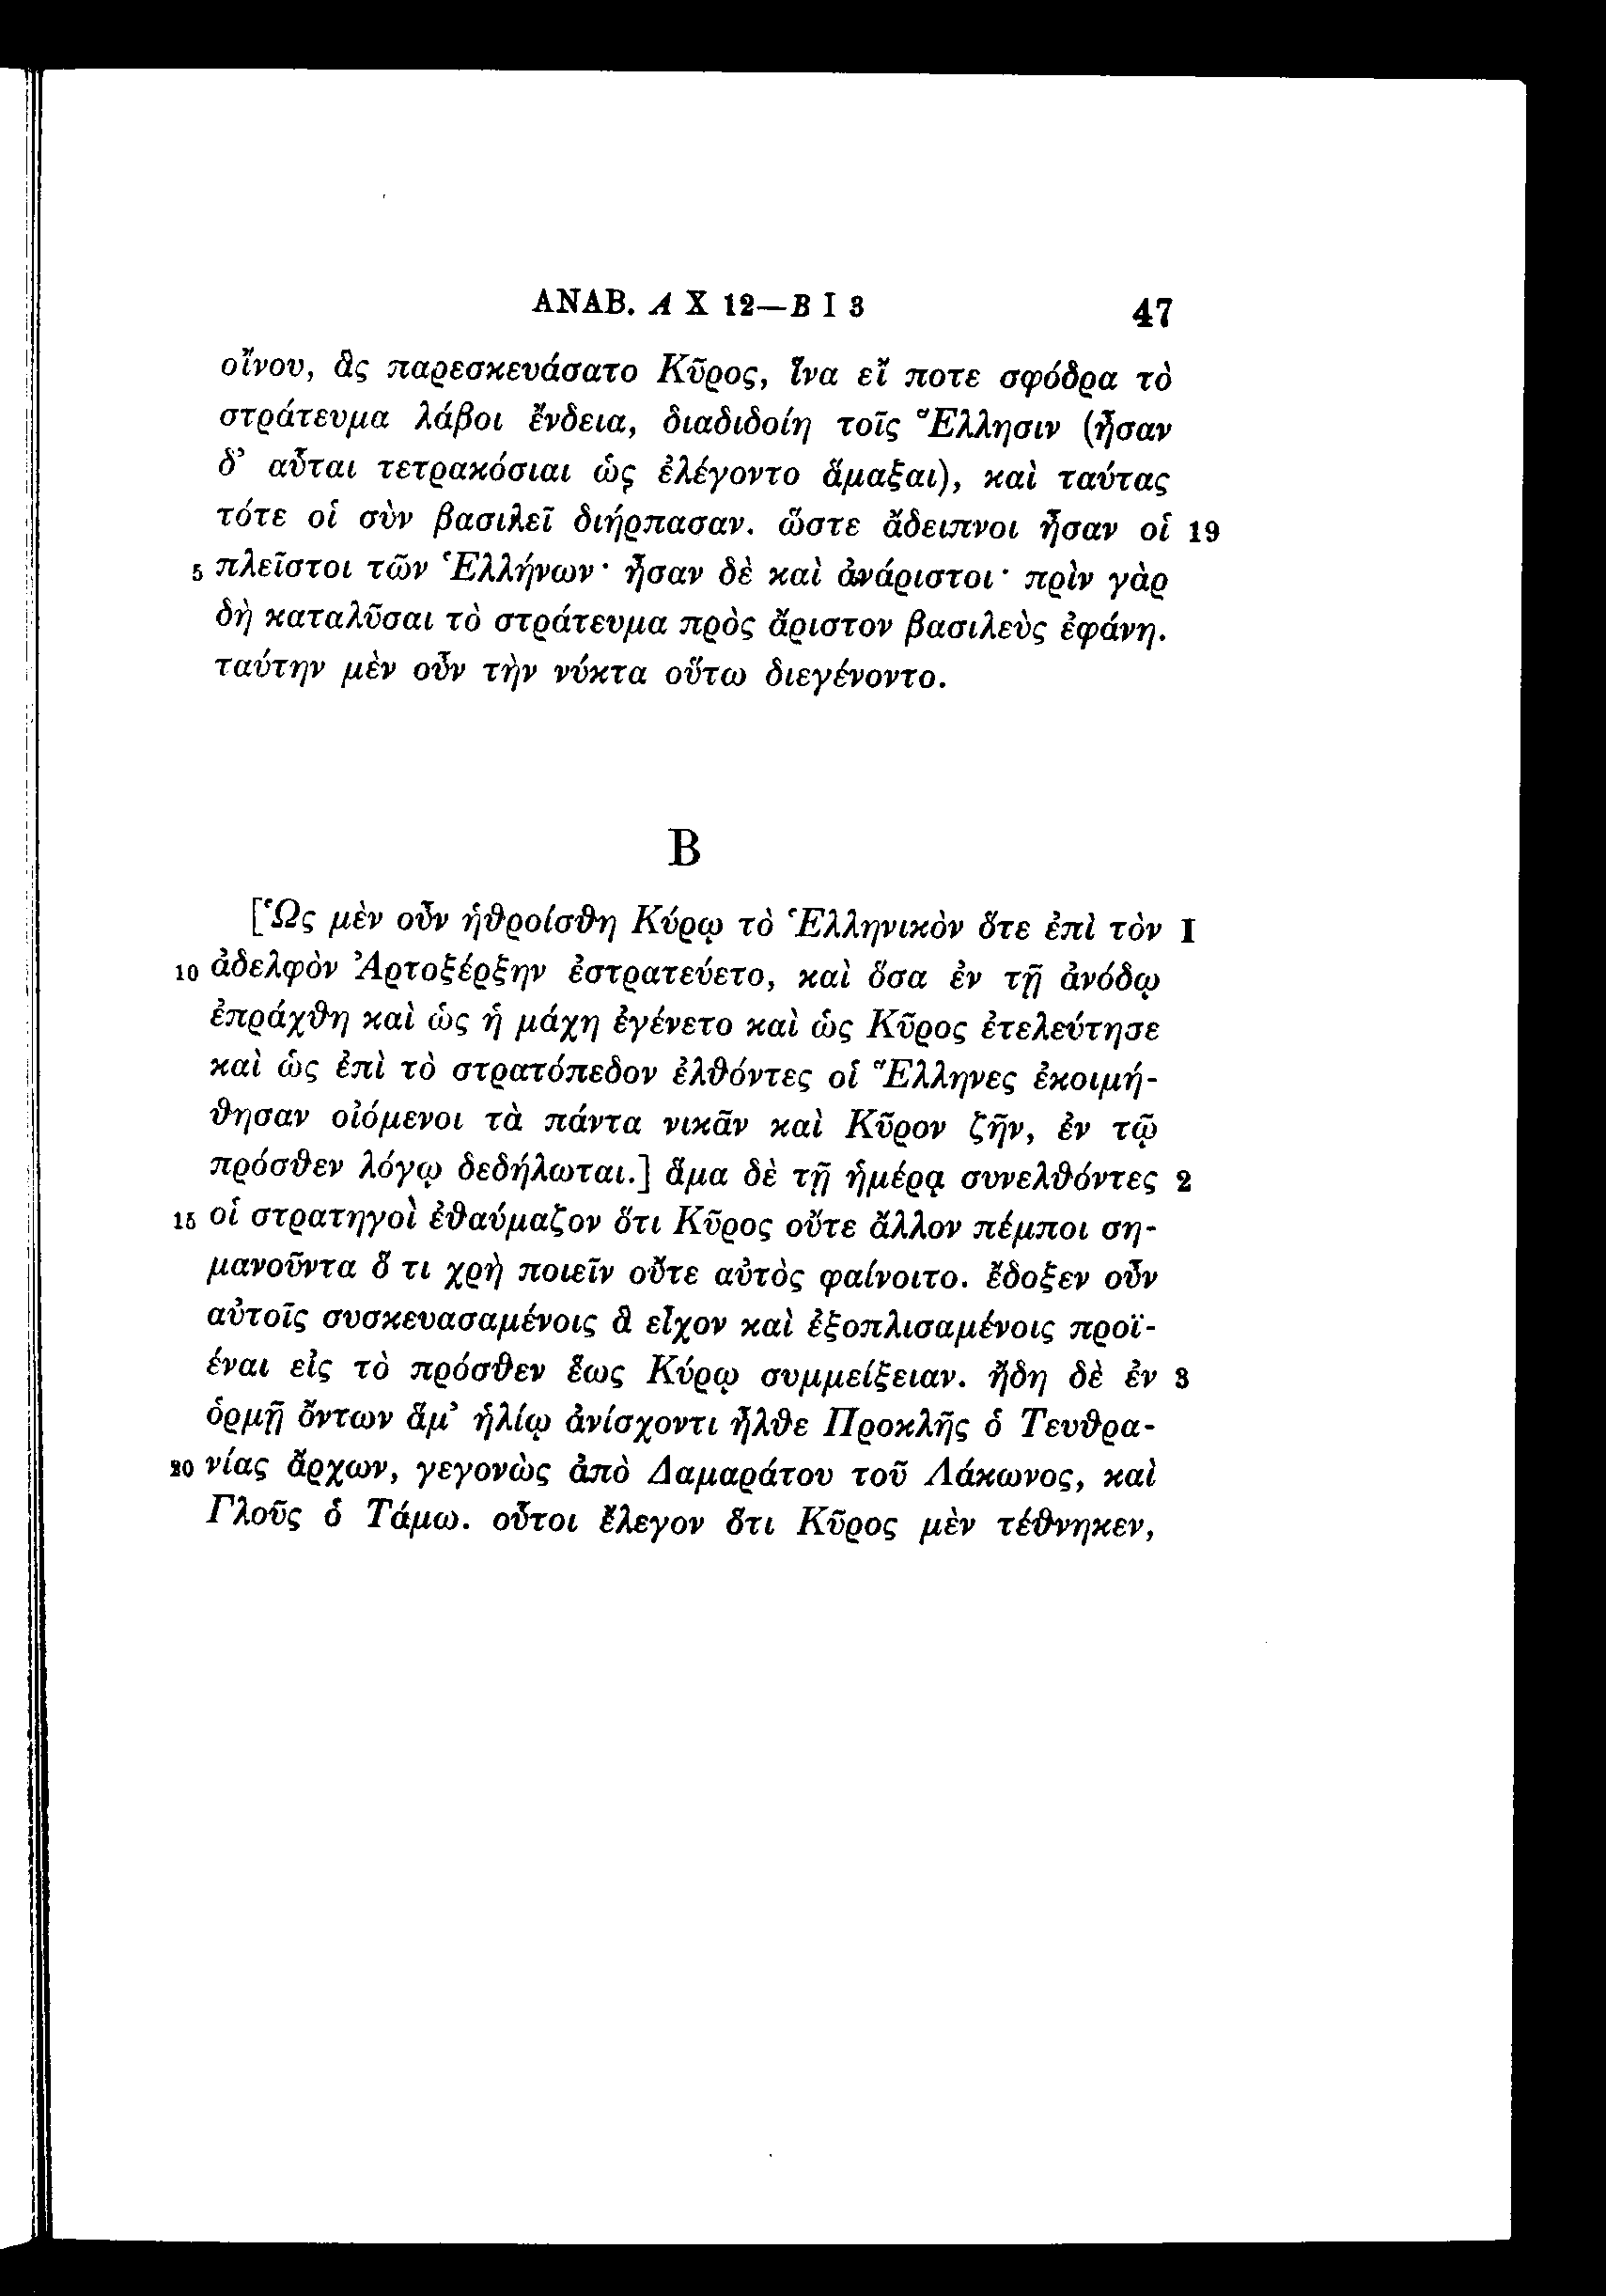 ΑΝΑΒ. Α Χ 12—Β Ι 3 47
οἴνου, ἃς παρεσκευάσατο Κῦρος, ἵνα εἴ ποτε σφόδρα τὸ
στράτευμα λάβοι ἔνδεια, διαδιδοίη τοῖς Ἕλλησιν (ἦσαν
δ’ αὗται τετρακόσιαι ὡς ἐλέγοντο ἅμαξαι), καὶ ταύτας
τότε οἱ σὺν βασιλεῖ διήρπασαν. ὥστε ἄδειπνοι ἦσαν οἱ 19
5 πλεῖστοι τῶν Ἑλλήνων· ἦσαν δὲ καὶ ἀνάριστοι· πρὶν γὰρ
δὴ καταλῦσαι τὸ στράτευμα πρὸς ἄριστον βασιλεὺς ἐφάνη.
ταύτην μὲν οὖν τὴν νύκτα οὕτω διεγένοντο.
Β
[Ὡς μὲν οὖν ἡθροίσθη Κύρῳ τὸ Ἑλληνικὸν ὅτε ἐπὶ τὸν I
10 ἀδελφὸν Ἀρτοξέρξην ἐστρατεύετο, καὶ ὅσα ἐν τῇ ἀνόδῳ
ἐπράχθη καὶ ὡς ἡ μάχη ἐγένετο καὶ ὡς Κῦρος ἐτελεύτησε
καὶ ὡς ἐπὶ τὸ στρατόπεδον ἐλθόντες οἱ Ἕλληνες ἐκοιμή-
θησαν οἰόμενοι τὰ πάντα νικᾶν καὶ Κῦρον ζῆν, ἐν τῷ
πρόσθεν λόγῳ δεδήλωται.] ἅμα δὲ τῇ ἡμέρᾳ συνελθόντες 2
15 οἱ στρατηγοὶ ἐθαύμαζον ὅτι Κῦρος οὔτε ἄλλον πέμποι ση-
μανοῦντα ὅ τι χρὴ ποιεῖν οὔτε αὐτὸς φαίνοιτο. ἔδοξεν οὖν
αὐτοῖς συσκευασαμένοις ἃ εἶχον καὶ ἐξοπλισαμένοις προϊ-
έναι εἰς τὸ πρόσθεν ἕως Κύρῳ συμμείξειαν. ἤδη δὲ ἐν 3
ὁρμῇ ὄντων ἅμ’ ἡλίῳ ἀνίσχοντι ἦλθε Προκλῆς ὁ Τευθρα-
20 νίας ἄρχων, γεγονὼς ἀπὸ Δαμαράτου τοῦ Λάκωνος, καὶ
Γλοῦς ὁ Τάμω. οὗτοι ἔλεγον ὅτι Κῦρος μὲν τέθνηκεν,